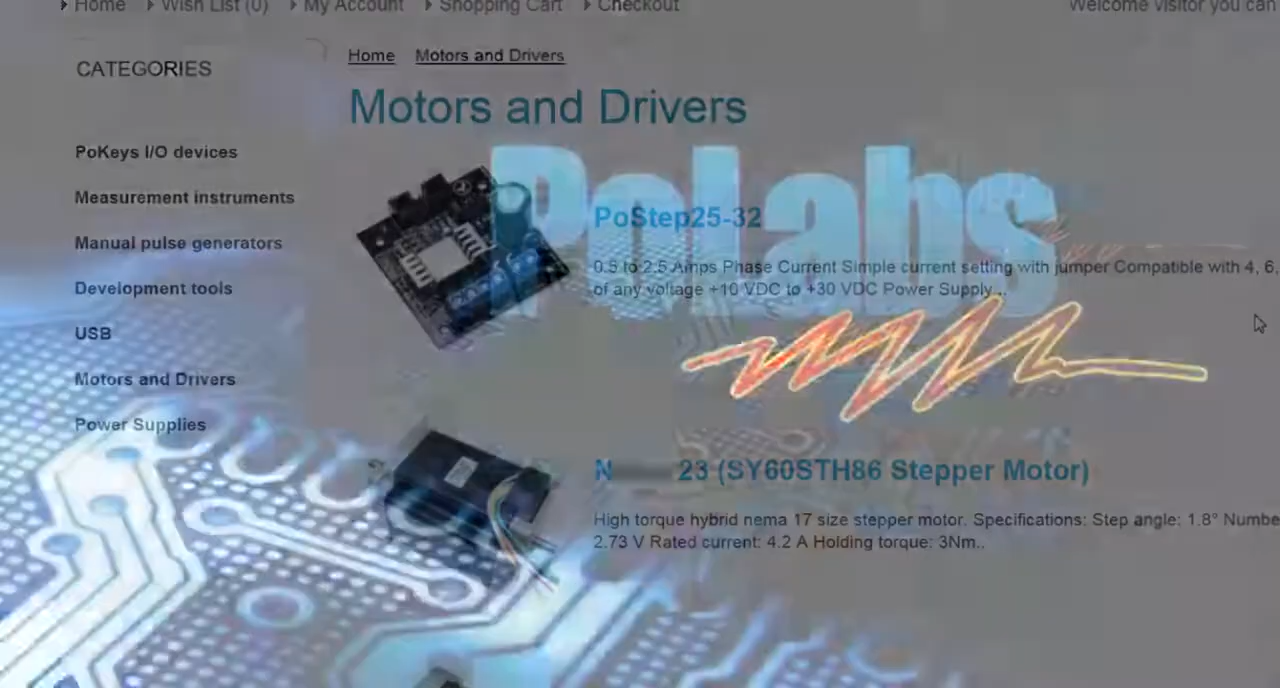 Home Wish List (0) My Account Shopping Cart Checkout
Welcome visitor you can
CATEGORIES
Home Motors and Drivers
Motors and Drivers
PoKeys I/O devices
Measurement instruments
Manual pulse generators
Development tools
USB
Motors and Drivers
Power Supplies
PoLabs
PoStep25-32
0.5 to 2.5 Amps Phase Current Simple current setting with jumper Compatible with 4, 6,
of any voltage +10 VDC to +30 VDC Power Supply...
N 23 (SY60STH86 Stepper Motor)
High torque hybrid nema 17 size stepper motor. Specifications: Step angle: 1.8° Numbe
2.73 V Rated current: 4.2 A Holding torque: 3Nm..